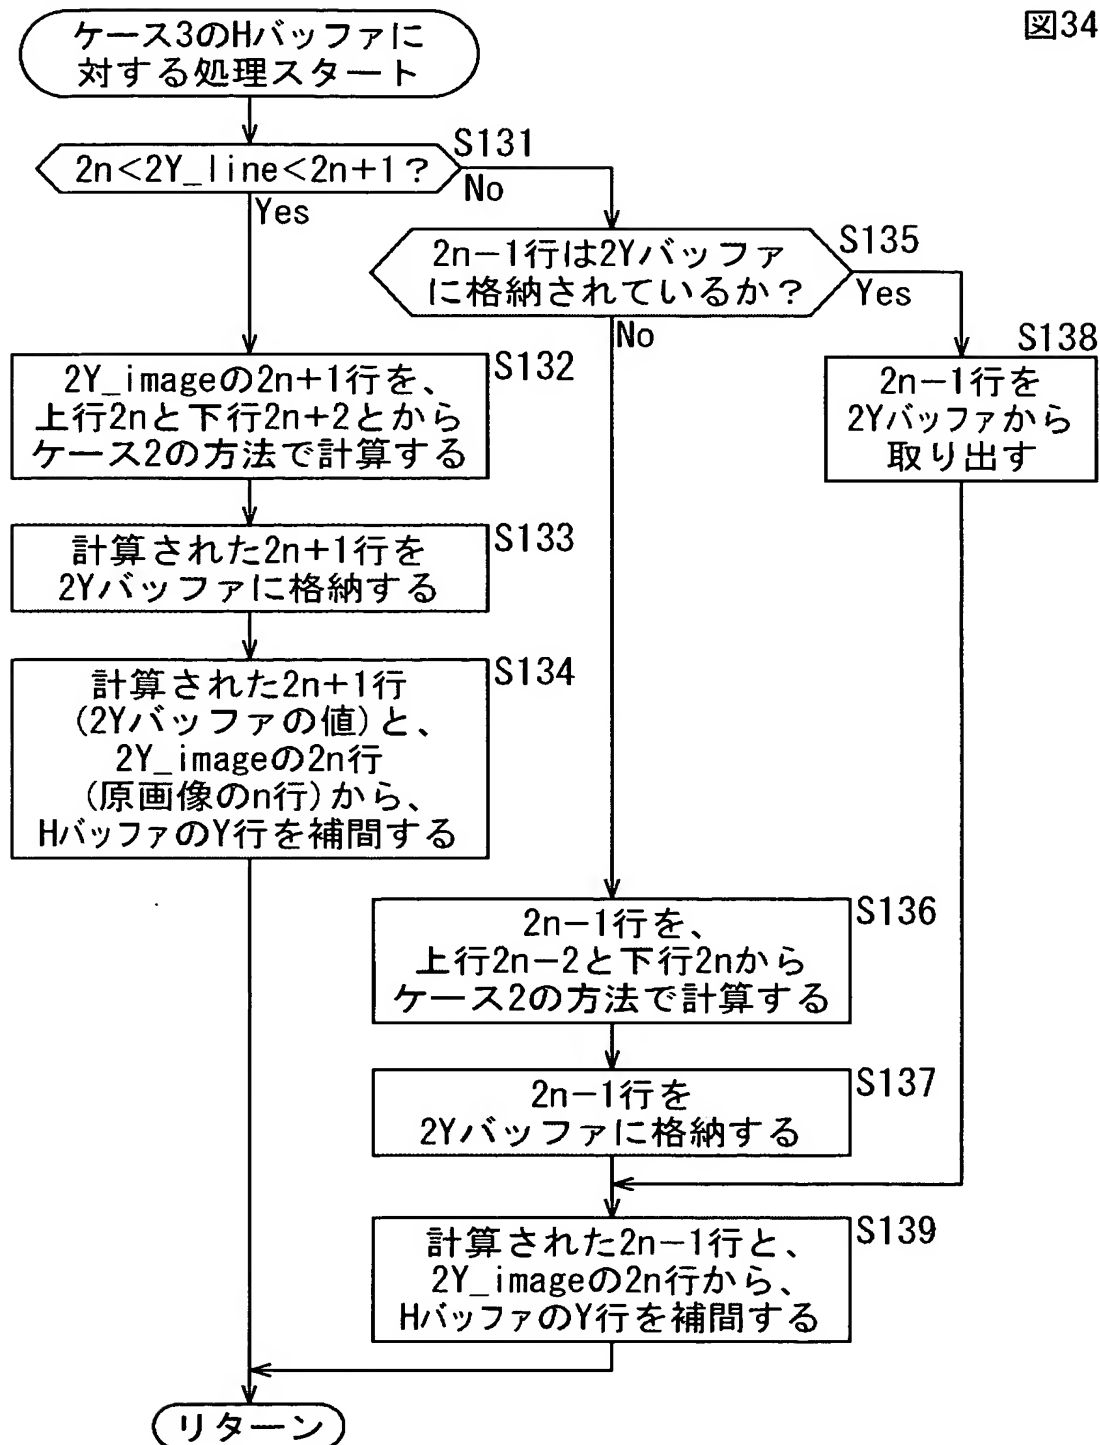 図34
ケース3のHバッファに
対する処理スタート
S131
2n<2Y_line<2n+1?
No
Yes
S135
2n−1行は2Yバッファ
に格納されているか?
Yes
No
S132
2Y_imageの2n+1行を、
上行2nと下行2n+2とから
ケース2の方法で計算する
S138
2n−1行を
2Yバッファから
取り出す
S133
計算された2n+1行を
2Yバッファに格納する
S134
計算された2n+1行
(2Yバッファの値)と、
2Y_imageの2n行
(原画像のn行)から、
HバッファのY行を補間する
S136
2n−1行を、
上行2n−2と下行2nから
ケース2の方法で計算する
S137
2n−1行を
2Yバッファに格納する
S139
計算された2n−1行と、
2Y_imageの2n行から、
HバッファのY行を補間する
リターン